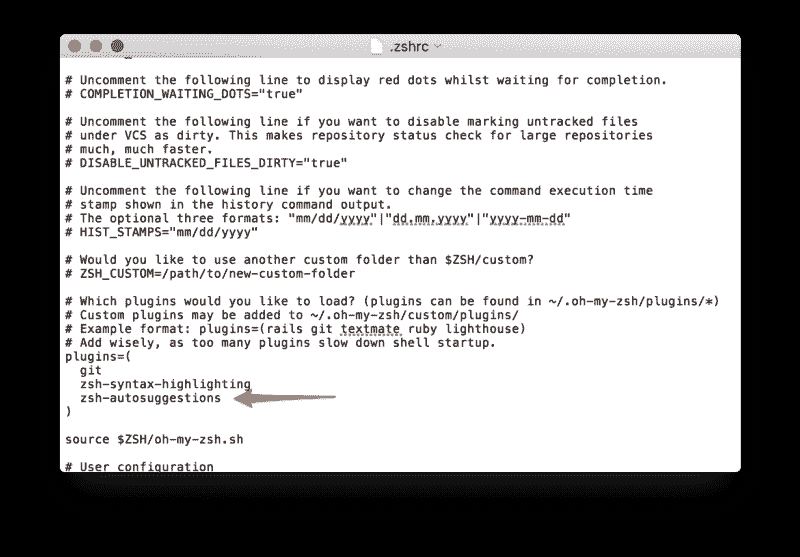 .zshrc
# Uncomment the following line to display red dots whilst waiting for completion.
# COMPLETION_WAITING_DOTS="true"
# Uncomment the following line if you want to disable marking untracked files
# under VCS as dirty. This makes repository status check for large repositories
# much, much faster.
# DISABLE_UNTRACKED_FILES_DIRTY="true"
# Uncomment the following line if you want to change the command execution time
# stamp shown in the history command output.
# The optional three formats: "mm/dd/yyyy"|"dd.mm.yyyy"|"yyyy-mm-dd"
# HIST_STAMPS="mm/dd/yyyy"
# Would you like to use another custom folder than $ZSH/custom?
# ZSH_CUSTOM=/path/to/new-custom-folder
# Which plugins would you like to load? (plugins can be found in ~/.oh-my-zsh/plugins/*)
# Custom plugins may be added to ~/.oh-my-zsh/custom/plugins/
# Example format: plugins=(rails git textmate ruby lighthouse)
# Add wisely, as too many plugins slow down shell startup.
plugins=(
  git
  zsh-syntax-highlighting
  zsh-autosuggestions
)
source $ZSH/oh-my-zsh.sh
# User configuration